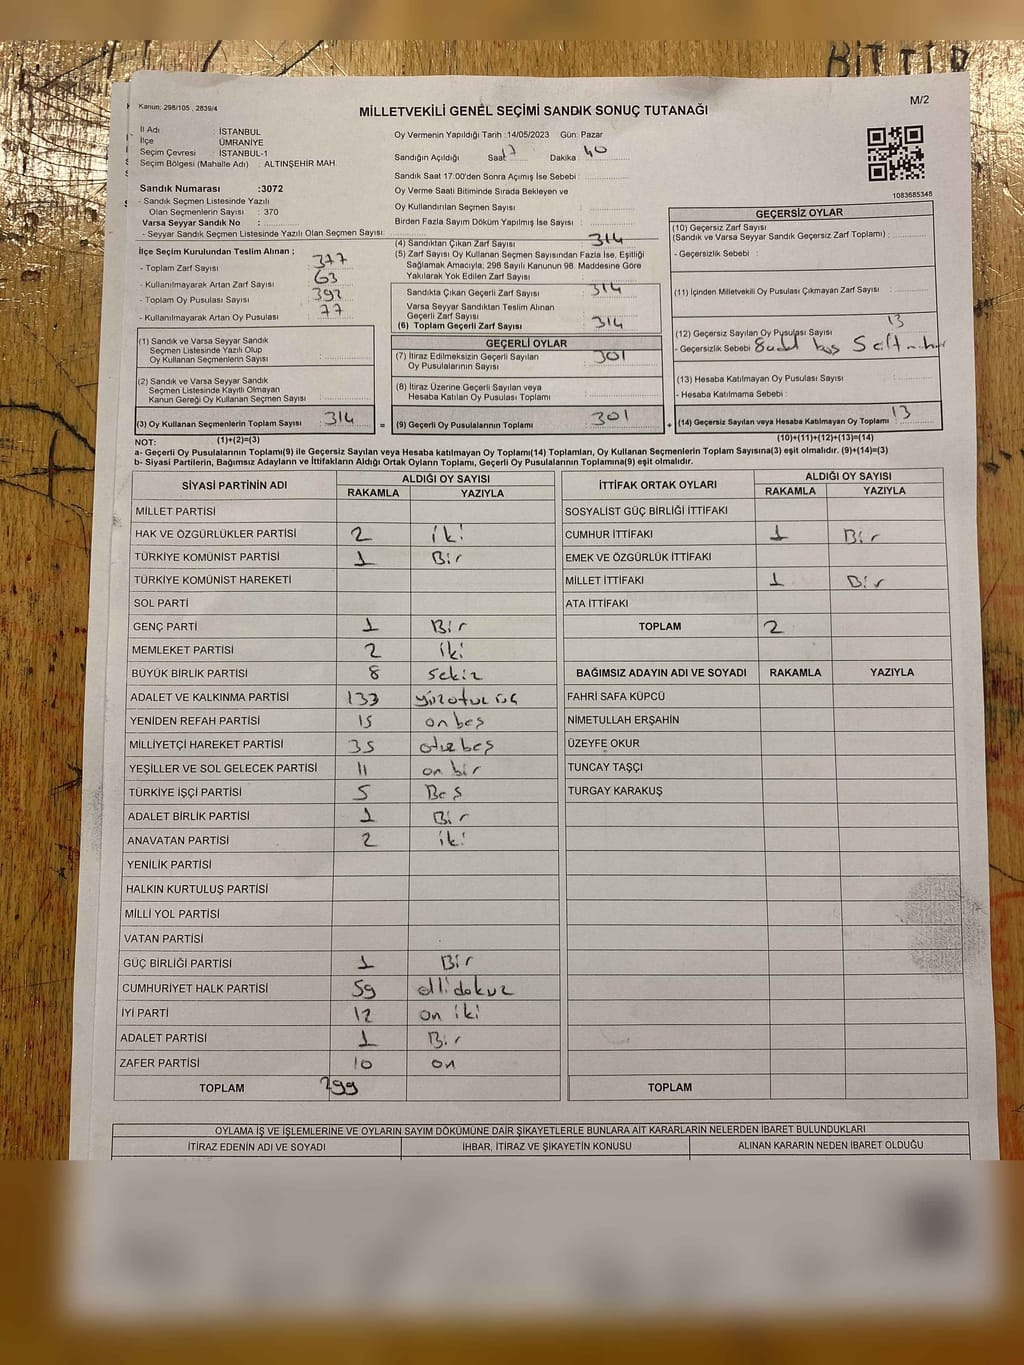 BİTTİP
Kanun; 298/105 , 2839/4
MİLLETVEKİLİ GENEL SEÇİMİ SANDIK SONUÇ TUTANAĞI
M/2
İl Adı : İSTANBUL
İlçe : ÜMRANİYE
Seçim Çevresi : İSTANBUL-1
Seçim Bölgesi (Mahalle Adı) : ALTINŞEHİR MAH.
Sandık Numarası :3072
- Sandık Seçmen Listesinde Yazılı
Olan Seçmenlerin Sayısı : 370
Varsa Seyyar Sandık No :
- Seyyar Sandık Seçmen Listesinde Yazılı Olan Seçmen Sayısı:
Oy Vermenin Yapıldığı Tarih :14/05/2023 Gün: Pazar
Sandığın Açıldığı Saat 17 Dakika 40
Sandık Saat 17:00'den Sonra Açımış İse Sebebi :
Oy Verme Saati Bitiminde Sırada Bekleyen ve
Oy Kullandırılan Seçmen Sayısı :
Birden Fazla Sayım Döküm Yapılmış İse Sayısı :
1083685345
İlçe Seçim Kurulundan Teslim Alınan ;
- Toplam Zarf Sayısı : 377
- Kullanılmayarak Artan Zarf Sayısı : 63
- Toplam Oy Pusulası Sayısı : 392
- Kullanılmayarak Artan Oy Pusulası : 77
(1) Sandık ve Varsa Seyyar Sandık
Seçmen Listesinde Yazılı Olup
Oy Kullanan Seçmenlerin Sayısı :
(2) Sandık ve Varsa Seyyar Sandık
Seçmen Listesinde Kayıtlı Olmayan
Kanun Gereği Oy Kullanan Seçmen Sayısı :
(3) Oy Kullanan Seçmenlerin Toplam Sayısı : 314
(4) Sandıktan Çıkan Zarf Sayısı : 314
(5) Zarf Sayısı Oy Kullanan Seçmen Sayısından Fazla İse, Eşitliği
Sağlamak Amacıyla, 298 Sayılı Kanunun 98. Maddesine Göre
Yakılarak Yok Edilen Zarf Sayısı :
Sandıkta Çıkan Geçerli Zarf Sayısı : 314
Varsa Seyyar Sandıktan Teslim Alınan
Geçerli Zarf Sayısı :
(6) Toplam Geçerli Zarf Sayısı : 314
GEÇERLİ OYLAR
(7) İtiraz Edilmeksizin Geçerli Sayılan
Oy Pusulalarının Sayısı : 301
(8) İtiraz Üzerine Geçerli Sayılan veya
Hesaba Katılan Oy Pusulası Toplamı :
= (9) Geçerli Oy Pusulalarının Toplamı : 301
GEÇERSİZ OYLAR
(10) Geçersiz Zarf Sayısı
(Sandık ve Varsa Seyyar Sandık Geçersiz Zarf Toplamı) :
- Geçersizlik Sebebi :
(11) İçinden Milletvekili Oy Pusulası Çıkmayan Zarf Sayısı :
(12) Geçersiz Sayılan Oy Pusulası Sayısı : 13
- Geçersizlik Sebebi
(13) Hesaba Katılmayan Oy Pusulası Sayısı :
- Hesaba Katılmama Sebebi :
+ (14) Geçersiz Sayılan veya Hesaba Katılmayan Oy Toplamı : 13
NOT: (1)+(2)=(3) (10)+(11)+(12)+(13)=(14)
a- Geçerli Oy Pusulalarının Toplamı(9) ile Geçersiz Sayılan veya Hesaba katılmayan Oy Toplamı(14) Toplamları, Oy Kullanan Seçmenlerin Toplam Sayısına(3) eşit olmalıdır. (9)+(14)=(3)
b- Siyasi Partilerin, Bağımsız Adayların ve İttifakların Aldığı Ortak Oyların Toplamı, Geçerli Oy Pusulalarının Toplamına(9) eşit olmalıdır.
SİYASİ PARTİNİN ADI ALDIĞI OY SAYISI
RAKAMLA YAZIYLA
MİLLET PARTİSİ
HAK VE ÖZGÜRLÜKLER PARTİSİ 2 iki
TÜRKİYE KOMÜNİST PARTİSİ 1 Bir
TÜRKİYE KOMÜNİST HAREKETİ
SOL PARTİ
GENÇ PARTİ 1 Bir
MEMLEKET PARTİSİ 2 iki
BÜYÜK BİRLİK PARTİSİ 8 sekiz
ADALET VE KALKINMA PARTİSİ 133 yüzotuz üç
YENİDEN REFAH PARTİSİ 15 on beş
MİLLİYETÇİ HAREKET PARTİSİ 35 otuz beş
YEŞİLLER VE SOL GELECEK PARTİSİ 11 on bir
TÜRKİYE İŞÇİ PARTİSİ 5 Beş
ADALET BİRLİK PARTİSİ 1 Bir
ANAVATAN PARTİSİ 2 iki
YENİLİK PARTİSİ
HALKIN KURTULUŞ PARTİSİ
MİLLİ YOL PARTİSİ
VATAN PARTİSİ
GÜÇ BİRLİĞİ PARTİSİ 1 Bir
CUMHURİYET HALK PARTİSİ 59 elli dokuz
İYİ PARTİ 12 on iki
ADALET PARTİSİ 1 Bir
ZAFER PARTİSİ 10 on
TOPLAM 299
İTTİFAK ORTAK OYLARI ALDIĞI OY SAYISI
RAKAMLA YAZIYLA
SOSYALİST GÜÇ BİRLİĞİ İTTİFAKI
CUMHUR İTTİFAKI 1 Bir
EMEK VE ÖZGÜRLÜK İTTİFAKI
MİLLET İTTİFAKI 1 Bir
ATA İTTİFAKI
TOPLAM 2
BAĞIMSIZ ADAYIN ADI VE SOYADI RAKAMLA YAZIYLA
FAHRİ SAFA KÜPCÜ
NİMETULLAH ERŞAHİN
ÜZEYFE OKUR
TUNCAY TAŞÇI
TURGAY KARAKUŞ
TOPLAM
OYLAMA İŞ VE İŞLEMLERİNE VE OYLARIN SAYIM DÖKÜMÜNE DAİR ŞİKAYETLERLE BUNLARA AİT KARARLARIN NELERDEN İBARET BULUNDUKLARI
İTİRAZ EDENİN ADI VE SOYADI İHBAR, İTİRAZ VE ŞİKAYETİN KONUSU ALINAN KARARIN NEDEN İBARET OLDUĞU